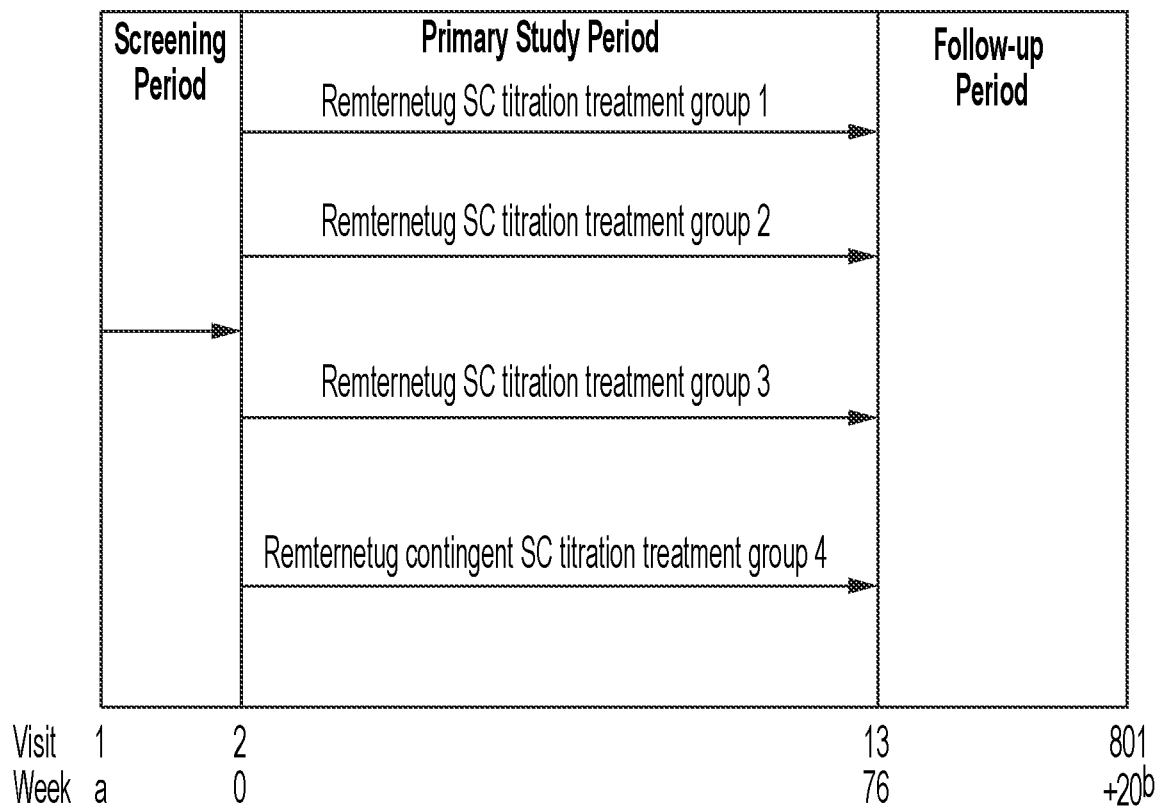 Screening
Period
Primary Study Period
Follow-up
Period
Remternetug SC titration treatment group 1
Remternetug SC titration treatment group 2
Remternetug SC titration treatment group 3
Remternetug contingent SC titration treatment group 4
Visit 1 2 13 801
Week a 0 76 +20b